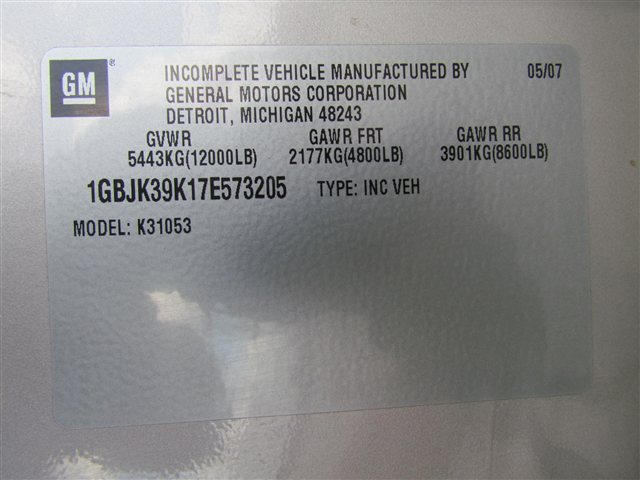 GM ®
INCOMPLETE VEHICLE MANUFACTURED BY 05/07
GENERAL MOTORS CORPORATION
DETROIT, MICHIGAN 48243
GVWR GAWR FRT GAWR RR
5443KG(12000LB) 2177KG(4800LB) 3901KG(8600LB)
1GBJK39K17E573205 TYPE: INC VEH
MODEL: K31053